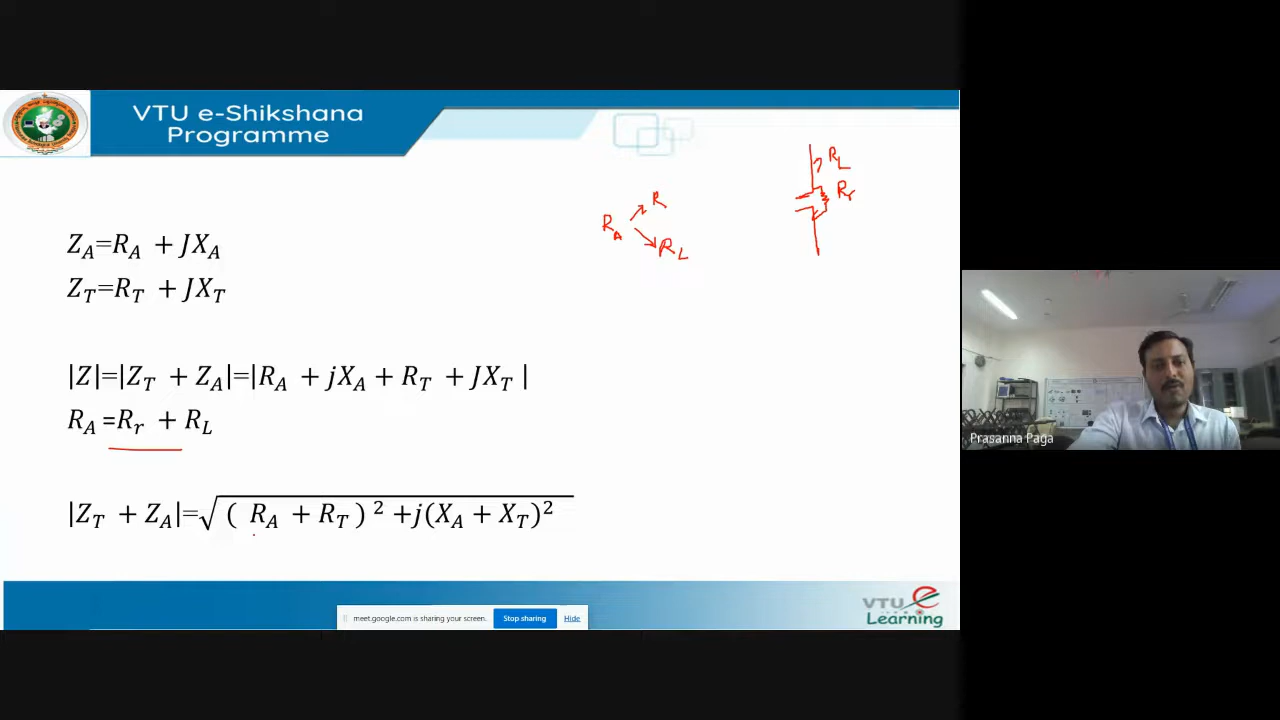 VTU e-Shikshana
Programme
R_L
R_r
R
R_A
R_L
Z_A=R_A + JX_A
Z_T=R_T + JX_T
|Z|=|Z_T + Z_A|=|R_A + jX_A + R_T + JX_T |
R_A =R_r + R_L
|Z_T + Z_A|=√( R_A + R_T ) ² +j(X_A + X_T)²
VTU e
Learning
meet.google.com is sharing your screen.
Stop sharing
Hide
Prasanna Paga